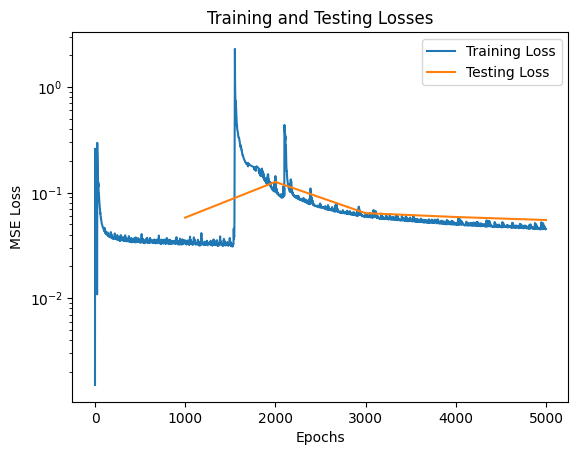 Training and Testing Losses
Training Loss
Testing Loss
10⁰
10⁻¹
10⁻²
MSE Loss
0 1000 2000 3000 4000 5000
Epochs